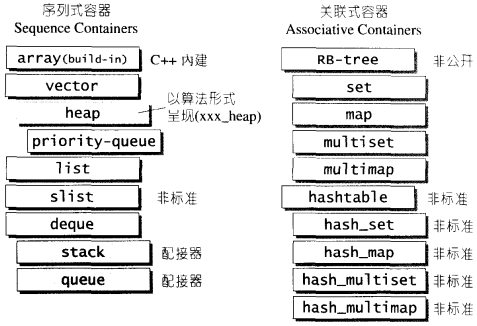 序列式容器
Sequence Containers
array(build-in) C++ 內建
vector
heap
以算法形式
呈现(xxx_heap)
priority-queue
list
slist 非标准
deque
stack 配接器
queue 配接器
关联式容器
Associative Containers
RB-tree 非公开
set
map
multiset
multimap
hashtable 非标准
hash_set 非标准
hash_map 非标准
hash_multiset 非标准
hash_multimap 非标准